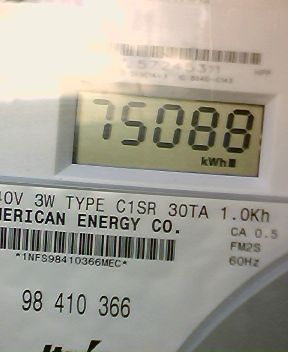 75088
kWh
40V 3W TYPE C1SR 30TA 1.0Kh
MERICAN ENERGY CO.
CA 0.5
FM2S
*1NFS98410366MEC*
60Hz
98 410 366